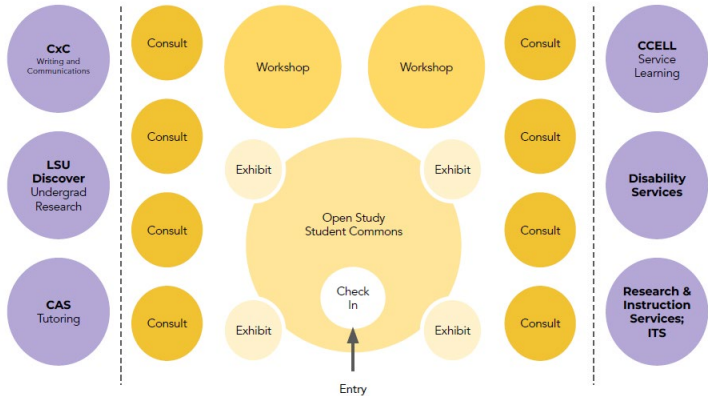 CxC
Writing and
Communications
LSU
Discover
Undergrad
Research
CAS
Tutoring
Consult
Consult
Consult
Consult
Workshop
Workshop
Exhibit
Exhibit
Open Study
Student Commons
Check
In
Exhibit
Exhibit
Entry
Consult
Consult
Consult
Consult
CCELL
Service
Learning
Disability
Services
Research &
Instruction
Services;
ITS